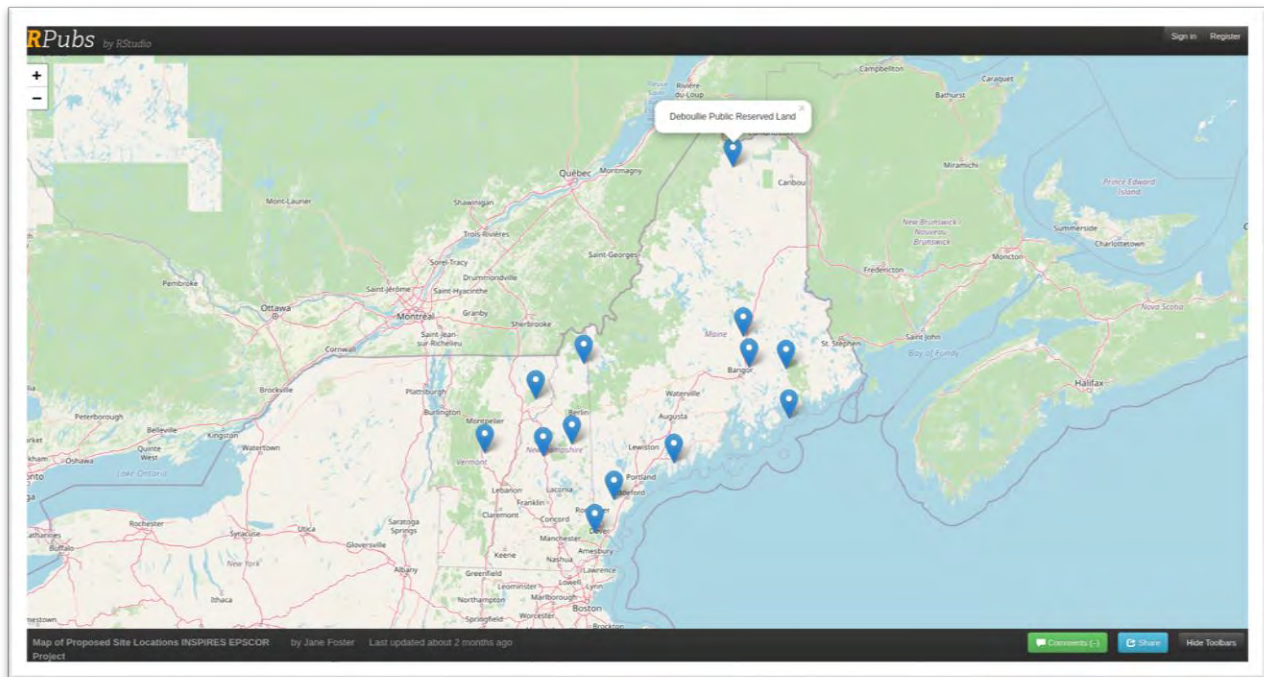 RPubs by RStudio
Sign in Register
+
−
Deboullie Public Reserved Land
×
Rivière-
du-Loup
Campbellton
Caraquet
Bathurst
Miramichi
Prince Edward
Island
Summerside
Charlottetown
New Brunswick -
Nouveau
Brunswick
Moncton
Fredericton
Nova Scotia
Saint John
Bay of Fundy
Halifax
St. Stephen
Caribou
Québec
Montmagny
Mont-Laurier
Shawinigan
Trois-Rivières
Saint-Georges
Sorel-Tracy
Drummondville
Saint-Jérôme
Saint-Hyacinthe
Pembroke
Ottawa
Montréal
Granby
Sherbrooke
Saint-Jean-
sur-Richelieu
Cornwall
Maine
Bangor
Waterville
Augusta
Brockville
Plattsburgh
Burlington
Montpelier
Berlin
Peterborough
Belleville
Kingston
Quinte
West
Oshawa
Watertown
Lake Ontario
Vermont
Lewiston
Portland
Lebanon
Laconia
Franklin
Claremont
Concord
Rochester
Syracuse
Utica
Saratoga
Springs
Buffalo
Gloversville
New York
Manchester
Dover
Keene
Nashua
Amesbury
Albany
Greenfield
Lawrence
Leominster
Lowell
Lynn
Ithaca
Northampton
Marlborough
Boston
Springfield
Worcester
Brockton
Map of Proposed Site Locations INSPIRES EPSCOR
Project
by Jane Foster Last updated about 2 months ago
Comments (–)
Share
Hide Toolbars